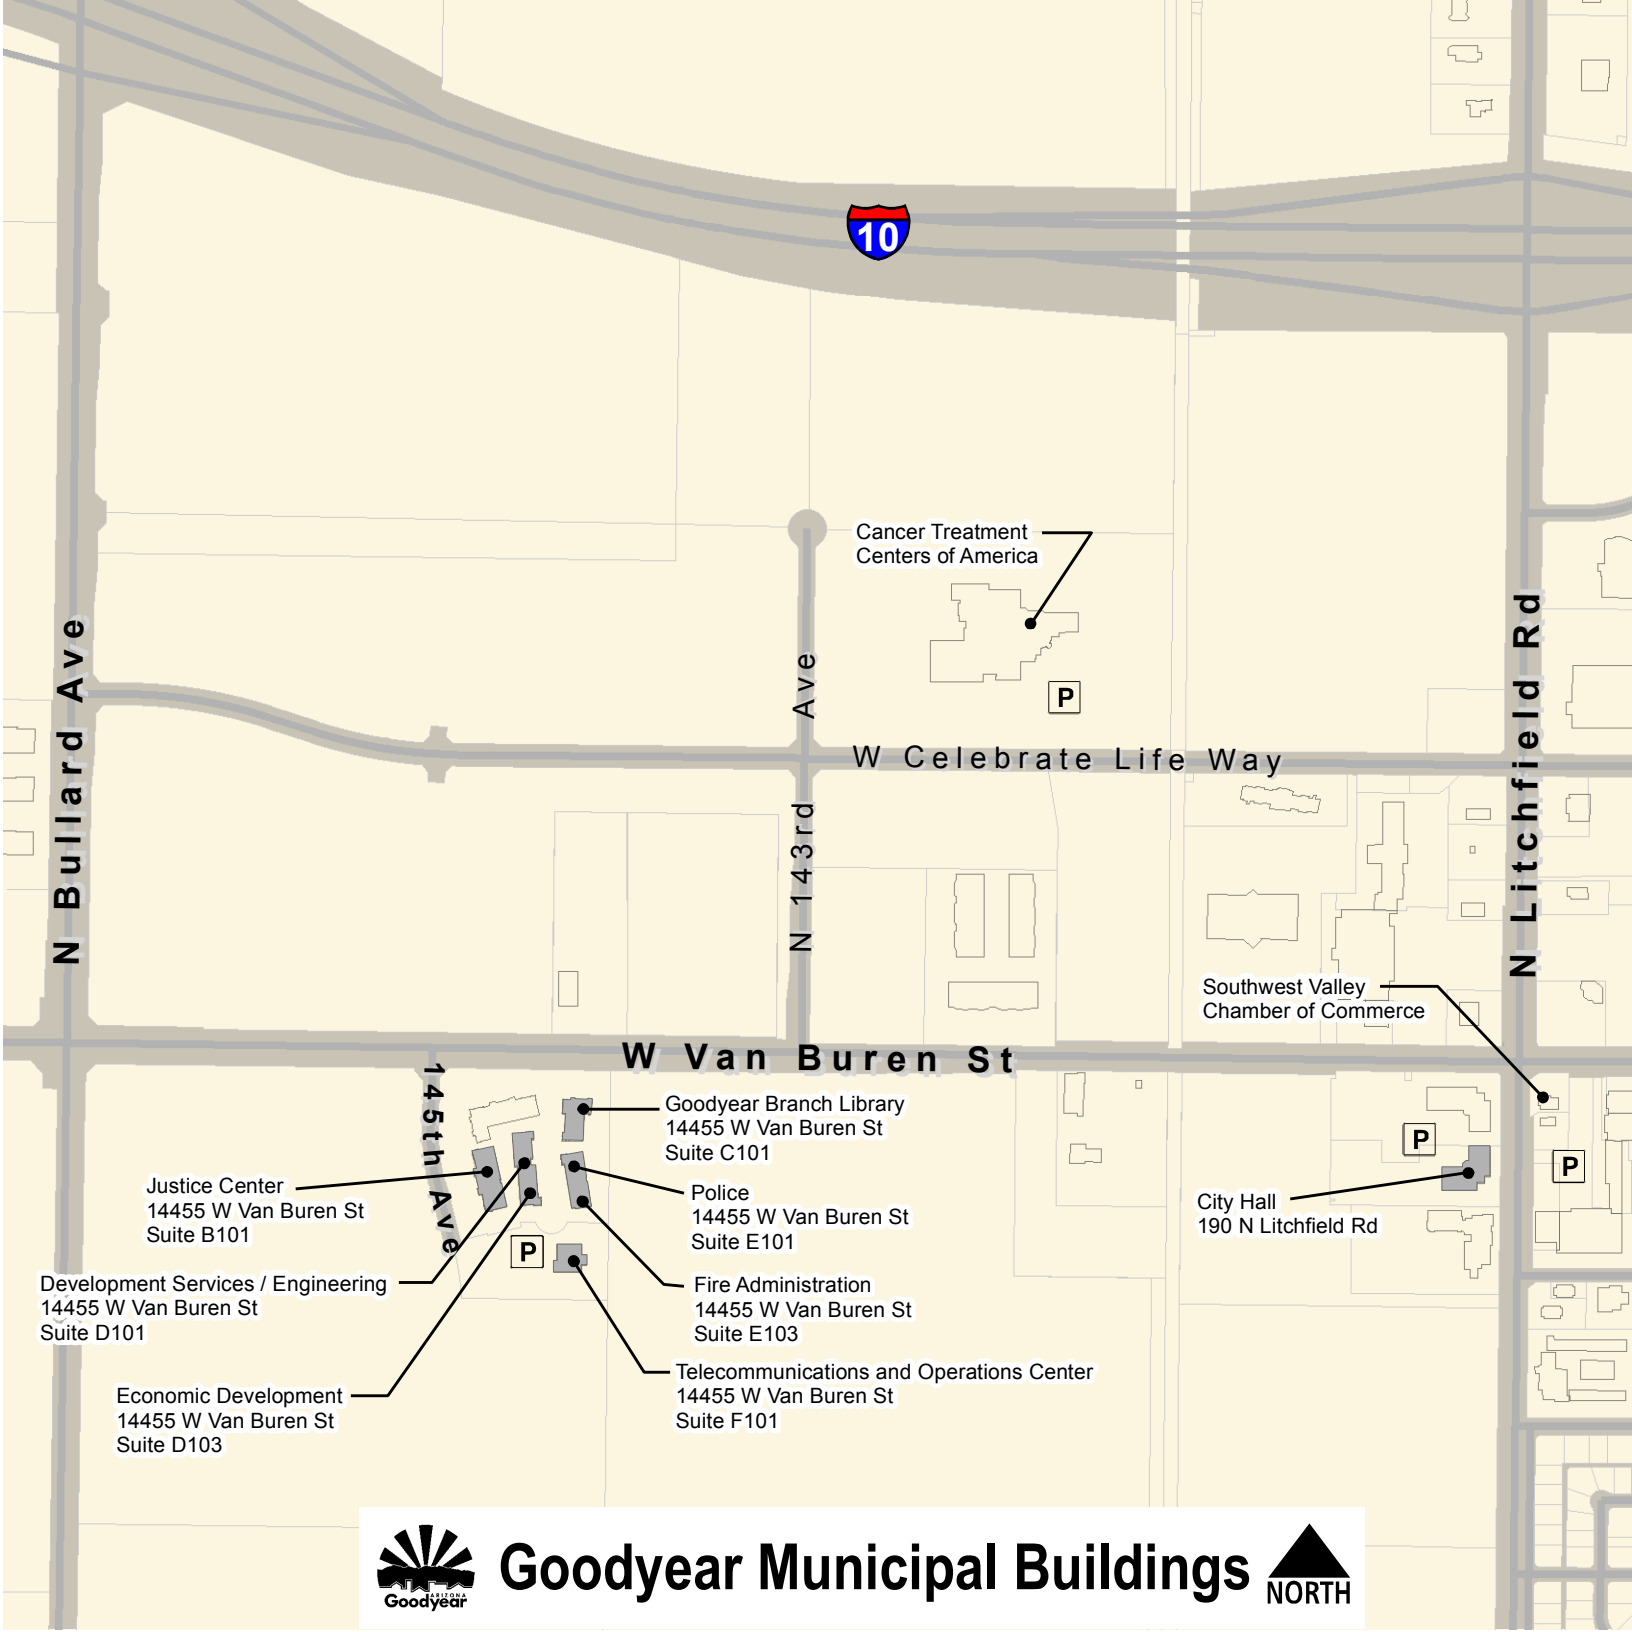 10
Cancer Treatment
Centers of America
P
N Bullard Ave
N 143rd Ave
W Celebrate Life Way
N Litchfield Rd
Southwest Valley
Chamber of Commerce
W Van Buren St
145th Ave
Goodyear Branch Library
14455 W Van Buren St
Suite C101
Justice Center
14455 W Van Buren St
Suite B101
Police
14455 W Van Buren St
Suite E101
P
P
City Hall
190 N Litchfield Rd
P
Development Services / Engineering
14455 W Van Buren St
Suite D101
Fire Administration
14455 W Van Buren St
Suite E103
Economic Development
14455 W Van Buren St
Suite D103
Telecommunications and Operations Center
14455 W Van Buren St
Suite F101
ARIZONA
Goodyear
Goodyear Municipal Buildings
NORTH